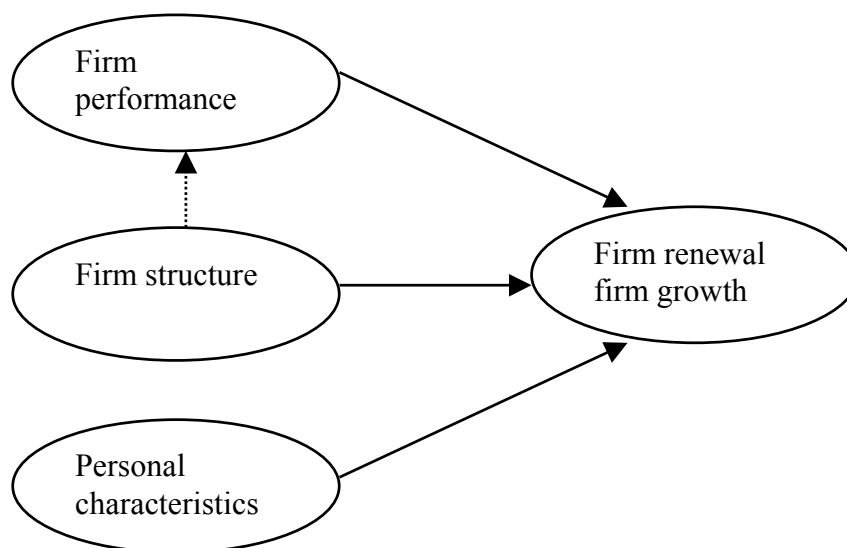 Firm
performance
Firm structure
Firm renewal
firm growth
Personal
characteristics